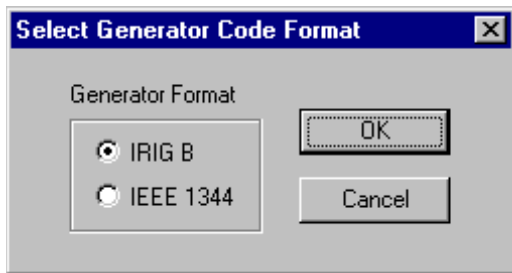 Select Generator Code Format
Generator Format
IRIG B
IEEE 1344
OK
Cancel